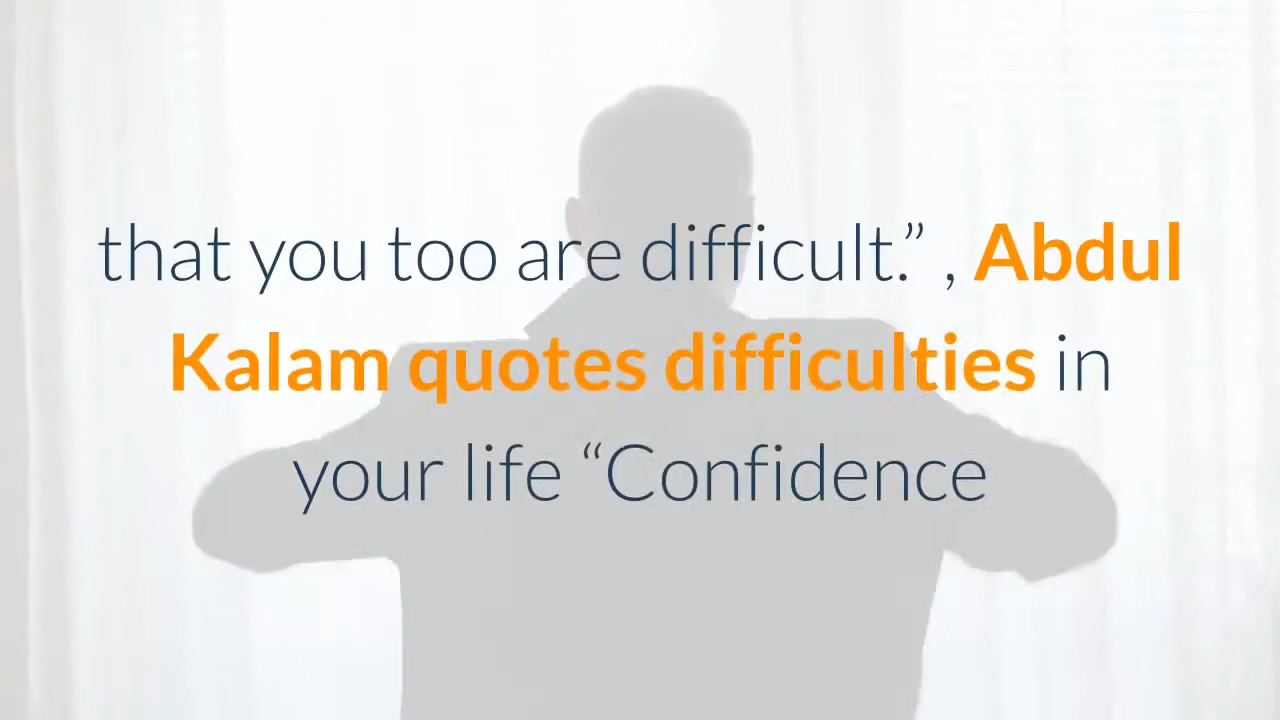 that you too are difficult.” , Abdul
Kalam quotes difficulties in
your life “Confidence